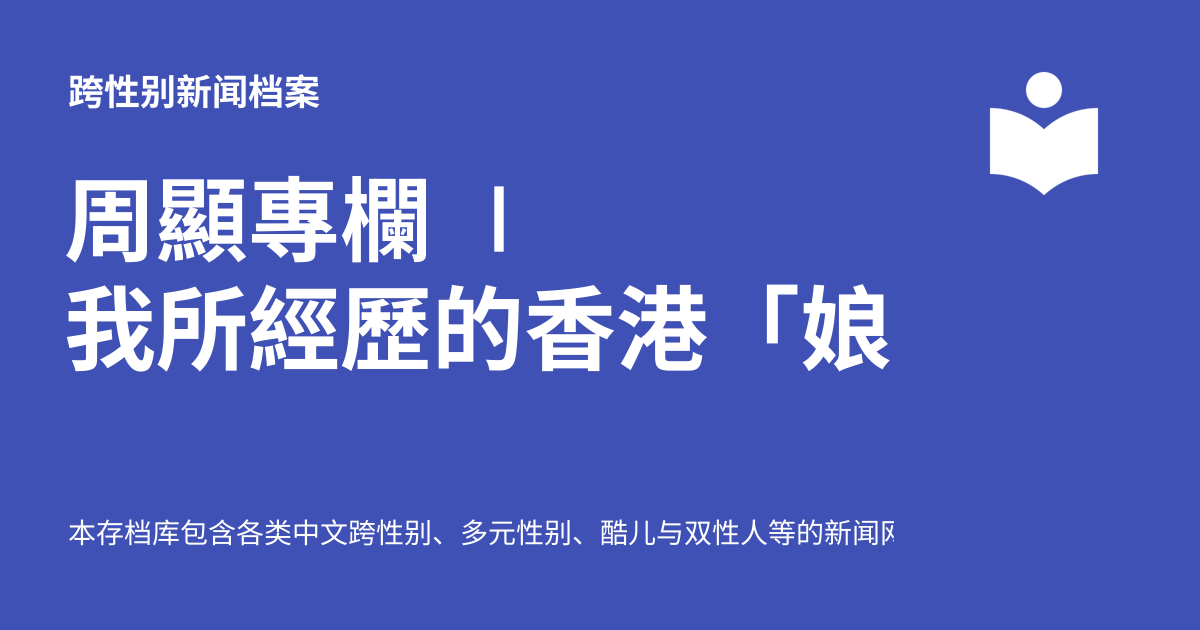 跨性别新闻档案
周顯專欄 ｜
我所經歷的香港「娘
本存档库包含各类中文跨性别、多元性别、酷儿与双性人等的新闻网